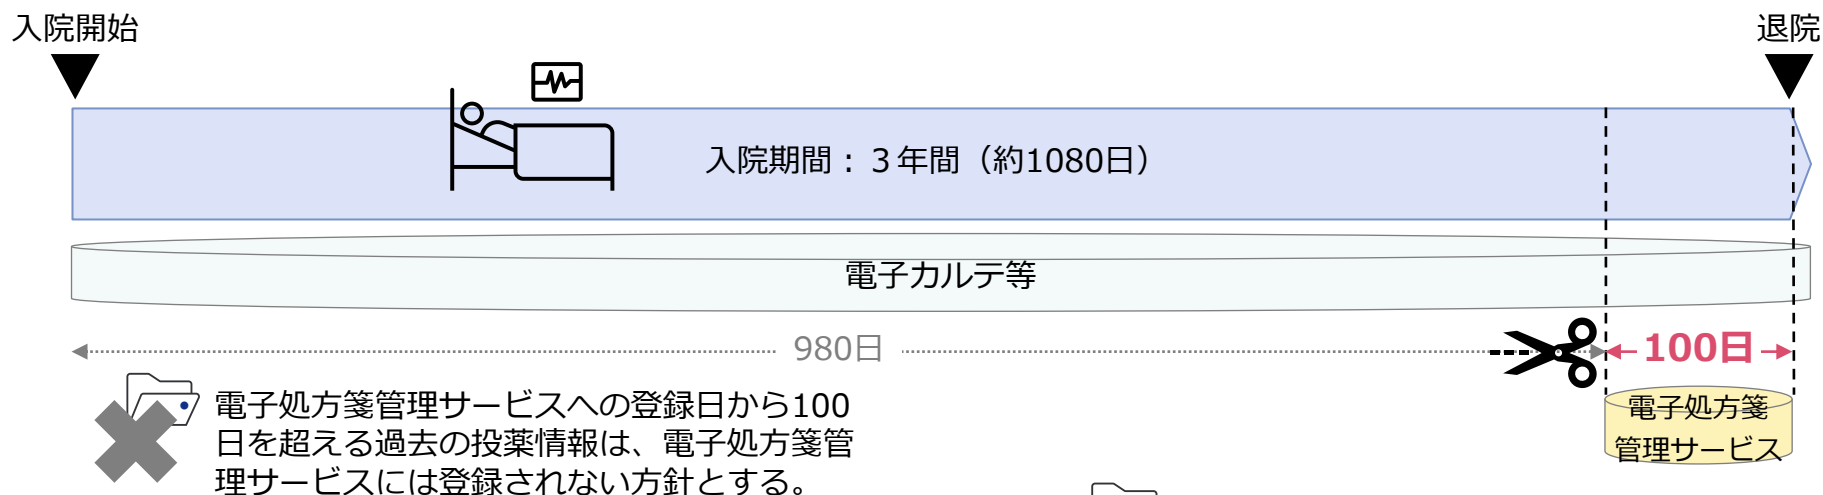 入院開始
退院
入院期間：３年間（約1080日）
電子カルテ等
980日
100日
電子処方箋管理サービスへの登録日から100
日を超える過去の投薬情報は、電子処方箋管
理サービスには登録されない方針とする。
電子処方箋
管理サービス